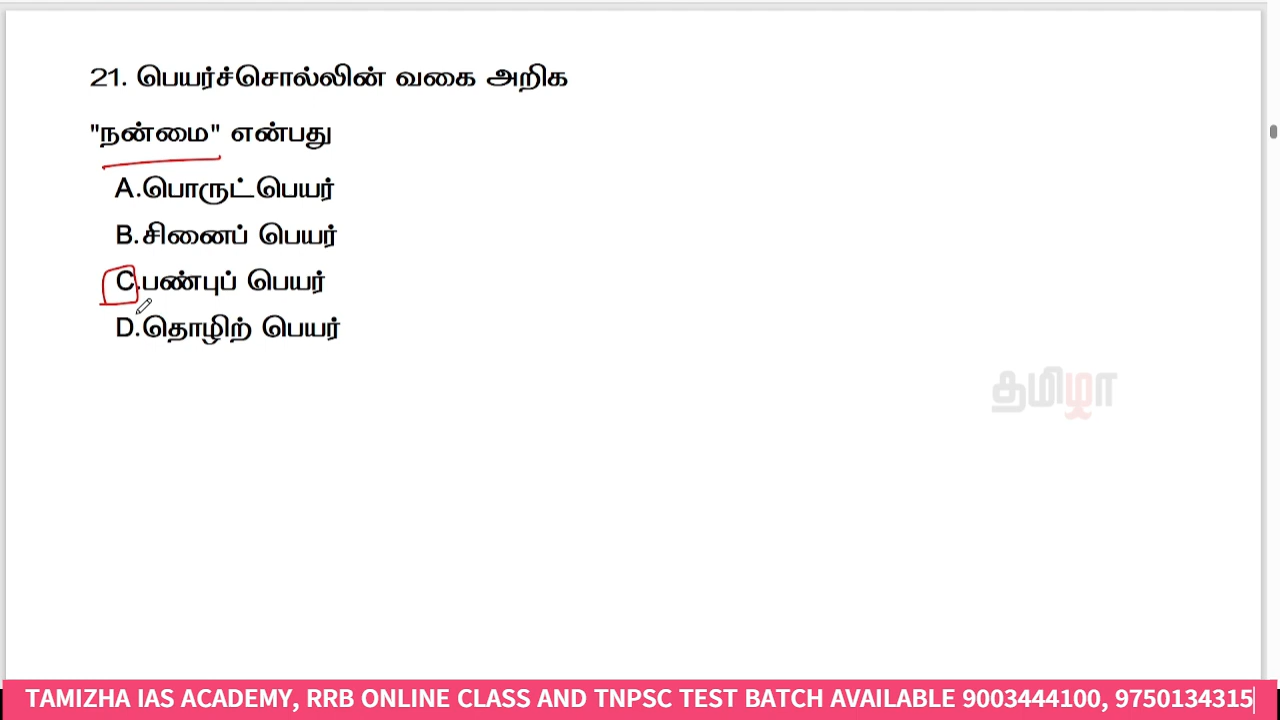 21. பெயர்ச்சொல்லின் வகை அறிக
"நன்மை" என்பது
A.பொருட்பெயர்
B.சினைப் பெயர்
C.பண்புப் பெயர்
D.தொழிற் பெயர்
தமிழா
TAMIZHA IAS ACADEMY, RRB ONLINE CLASS AND TNPSC TEST BATCH AVAILABLE 9003444100, 9750134315